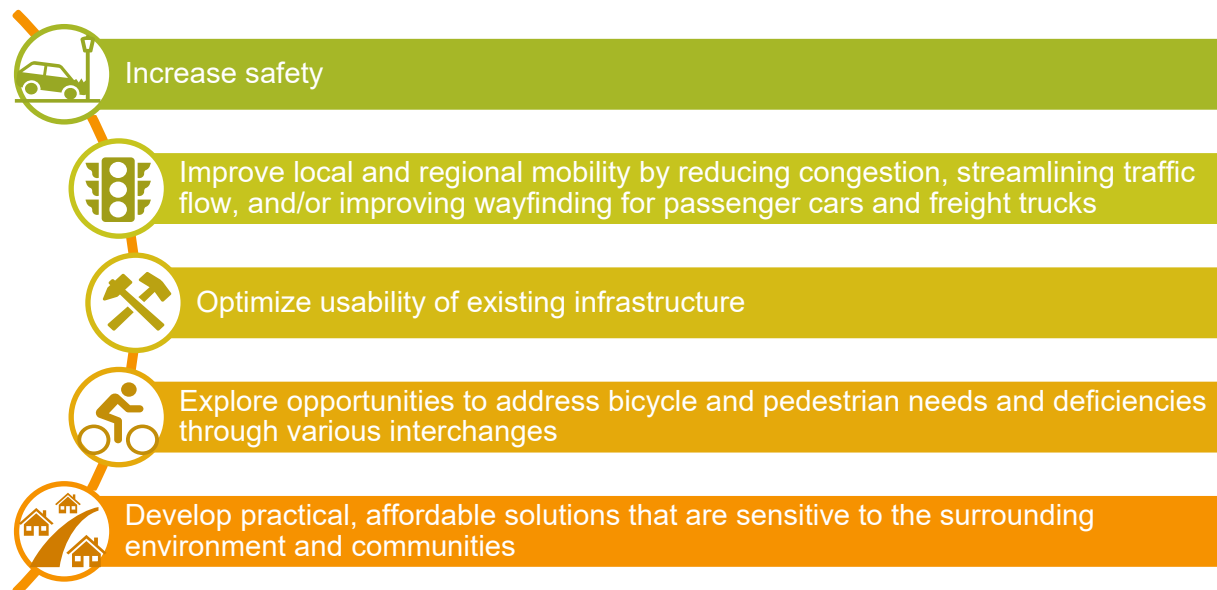 Increase safety
Improve local and regional mobility by reducing congestion, streamlining traffic
flow, and/or improving wayfinding for passenger cars and freight trucks
Optimize usability of existing infrastructure
Explore opportunities to address bicycle and pedestrian needs and deficiencies
through various interchanges
Develop practical, affordable solutions that are sensitive to the surrounding
environment and communities